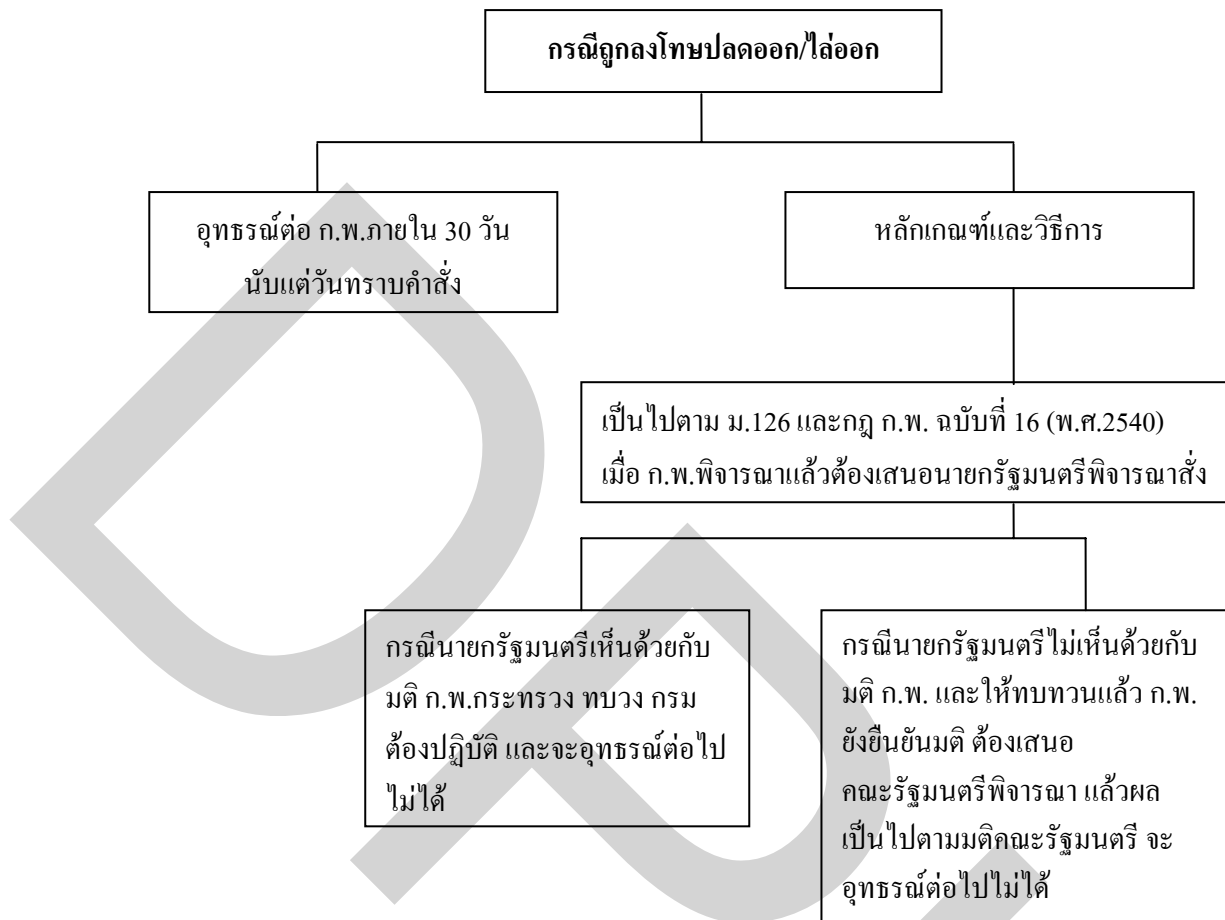 กรณีถูกลงโทษปลดออก/ไล่ออก
อุทธรณ์ต่อ ก.พ.ภายใน 30 วัน
นับแต่วันทราบคำสั่ง
หลักเกณฑ์และวิธีการ
เป็นไปตาม ม.126 และกฎ ก.พ. ฉบับที่ 16 (พ.ศ.2540)
เมื่อ ก.พ.พิจารณาแล้วต้องเสนอนายกรัฐมนตรีพิจารณาสั่ง
กรณีนายกรัฐมนตรีเห็นด้วยกับ
มติ ก.พ.กระทรวง ทบวง กรม
ต้องปฏิบัติ และจะอุทธรณ์ต่อไป
ไม่ได้
กรณีนายกรัฐมนตรีไม่เห็นด้วยกับ
มติ ก.พ. และให้ทบทวนแล้ว ก.พ.
ยังยืนยันมติ ต้องเสนอ
คณะรัฐมนตรีพิจารณา แล้วผล
เป็นไปตามมติคณะรัฐมนตรี จะ
อุทธรณ์ต่อไปไม่ได้